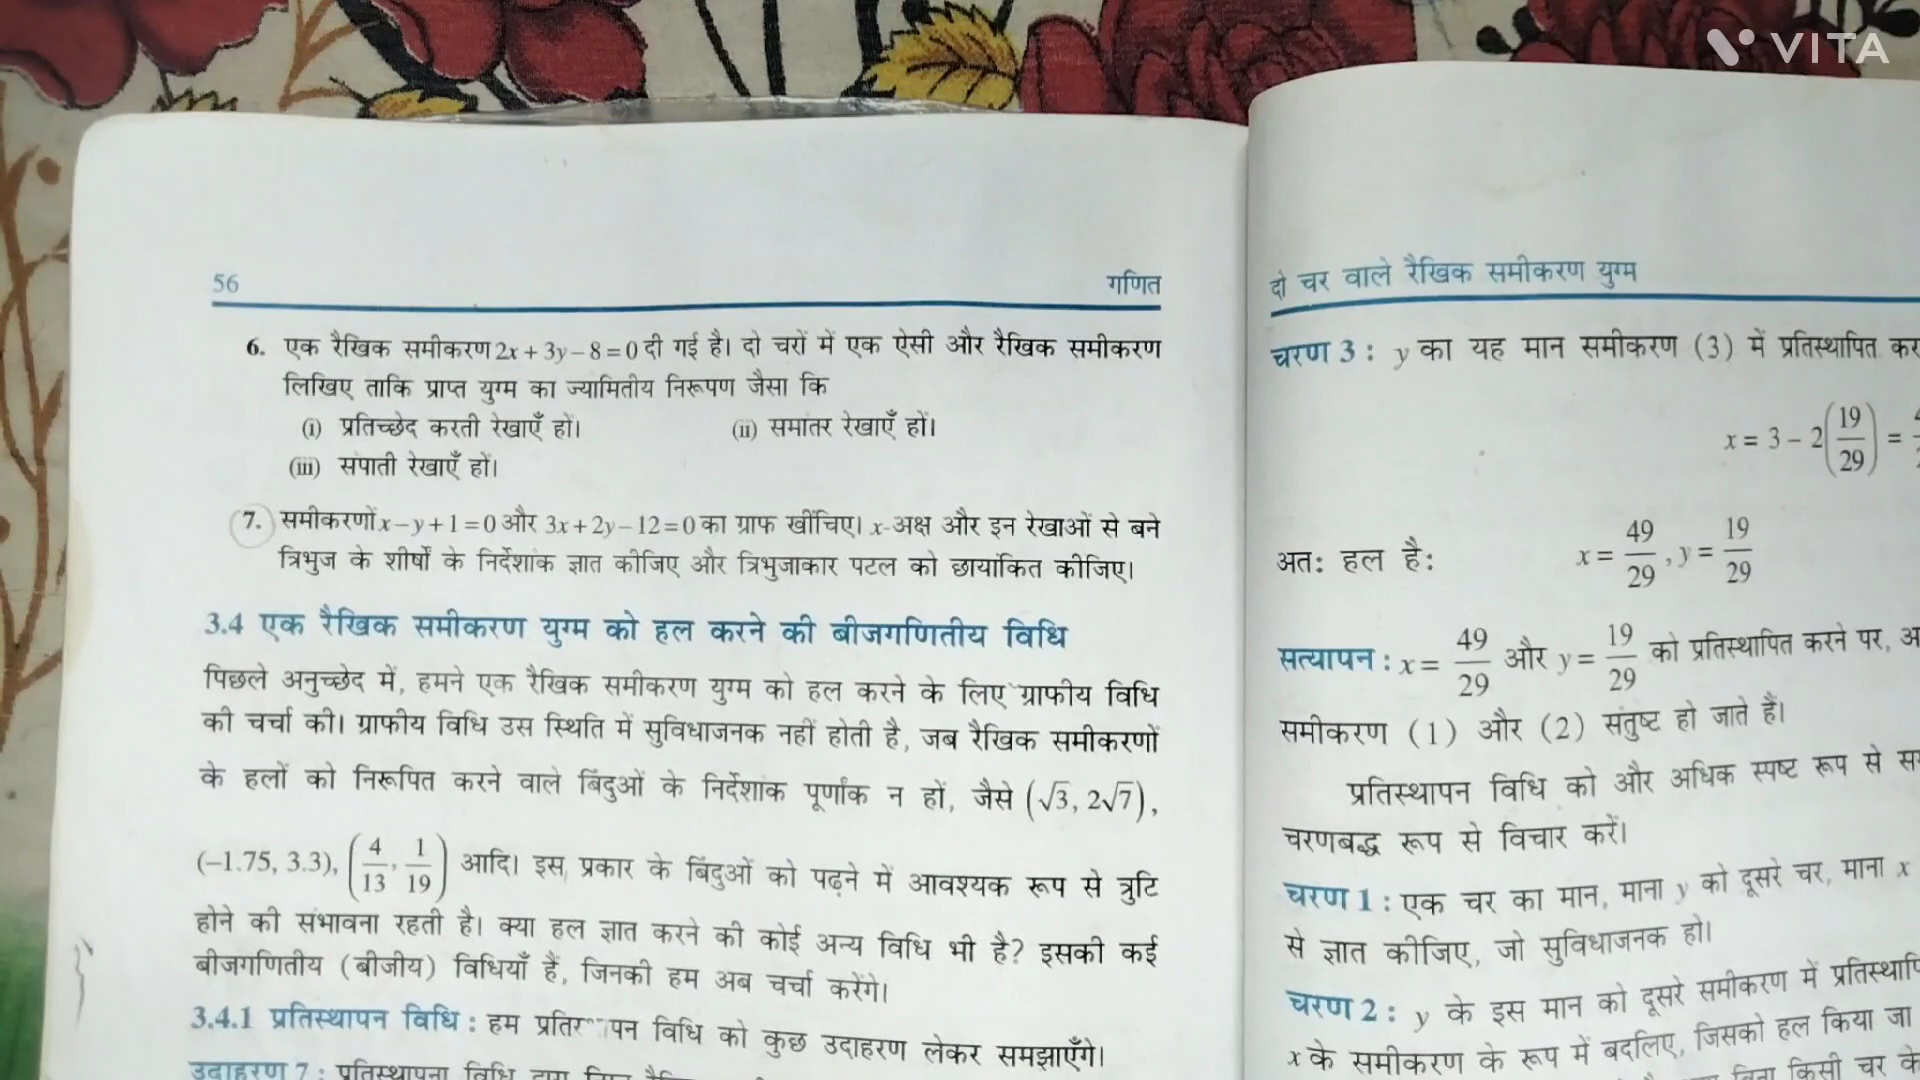 VITA
56 गणित
6. एक रैखिक समीकरण 2x + 3y – 8 = 0 दी गई है। दो चरों में एक ऐसी और रैखिक समीकरण
लिखिए ताकि प्राप्त युग्म का ज्यामितीय निरूपण जैसा कि
(i) प्रतिच्छेद करती रेखाएँ हों। (ii) समांतर रेखाएँ हों।
(iii) संपाती रेखाएँ हों।
7. समीकरणों x – y + 1 = 0 और 3x + 2y – 12 = 0 का ग्राफ खींचिए। x-अक्ष और इन रेखाओं से बने
त्रिभुज के शीर्षों के निर्देशांक ज्ञात कीजिए और त्रिभुजाकार पटल को छायांकित कीजिए।
3.4 एक रैखिक समीकरण युग्म को हल करने की बीजगणितीय विधि
पिछले अनुच्छेद में, हमने एक रैखिक समीकरण युग्म को हल करने के लिए ग्राफीय विधि
की चर्चा की। ग्राफीय विधि उस स्थिति में सुविधाजनक नहीं होती है, जब रैखिक समीकरणों
के हलों को निरूपित करने वाले बिंदुओं के निर्देशांक पूर्णांक न हों, जैसे (√3, 2√7),
(–1.75, 3.3), (4/13, 1/19) आदि। इस प्रकार के बिंदुओं को पढ़ने में आवश्यक रूप से त्रुटि
होने की संभावना रहती है। क्या हल ज्ञात करने की कोई अन्य विधि भी है? इसकी कई
बीजगणितीय (बीजीय) विधियाँ हैं, जिनकी हम अब चर्चा करेंगे।
3.4.1 प्रतिस्थापन विधि : हम विधि को कुछ उदाहरण लेकर समझाएँगे।
उदाहरण 7 :
दो चर वाले रैखिक समीकरण युग्म
चरण 3 : y का यह मान समीकरण (3) में प्रतिस्थापित
x = 3 – 2(19/29) =
अतः हल है: x = 49/29, y = 19/29
सत्यापन : x = 49/29 और y = 19/29 को प्रतिस्थापित करने पर,
समीकरण (1) और (2) संतुष्ट हो जाते हैं।
प्रतिस्थापन विधि को और अधिक स्पष्ट रूप से
चरणबद्ध रूप से विचार करें।
चरण 1 : एक चर का मान, माना y को दूसरे चर, माना x
से ज्ञात कीजिए, जो सुविधाजनक हो।
चरण 2 : y के इस मान को दूसरे समीकरण में
x के समीकरण के रूप में बदलिए, जिसको हल किया जा
किसी चर के